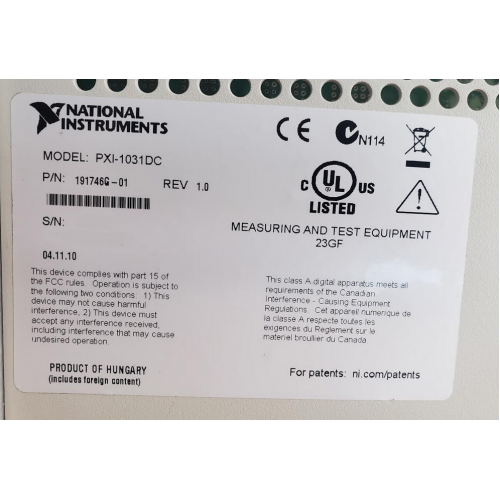 NATIONAL
INSTRUMENTS
MODEL: PXI-1031DC
P/N: 191746G-01 REV 1.0
S/N:
04.11.10
This device complies with part 15 of
the FCC rules. Operation is subject to
the following two conditions: 1) This
device may not cause harmful
interference, 2) This device must
accept any interference received,
including interference that may cause
undesired operation.
PRODUCT OF HUNGARY
(includes foreign content)
CE N114
C UL US
LISTED
MEASURING AND TEST EQUIPMENT
23GF
This class A digital apparatus meets all
requirements of the Canadian
Interference - Causing Equipment
Regulations. Cet appareil numerique de
la classe A respecte toutes les
exigences du Reglement sur le
materiel broullier du Canada
For patents: ni.com/patents